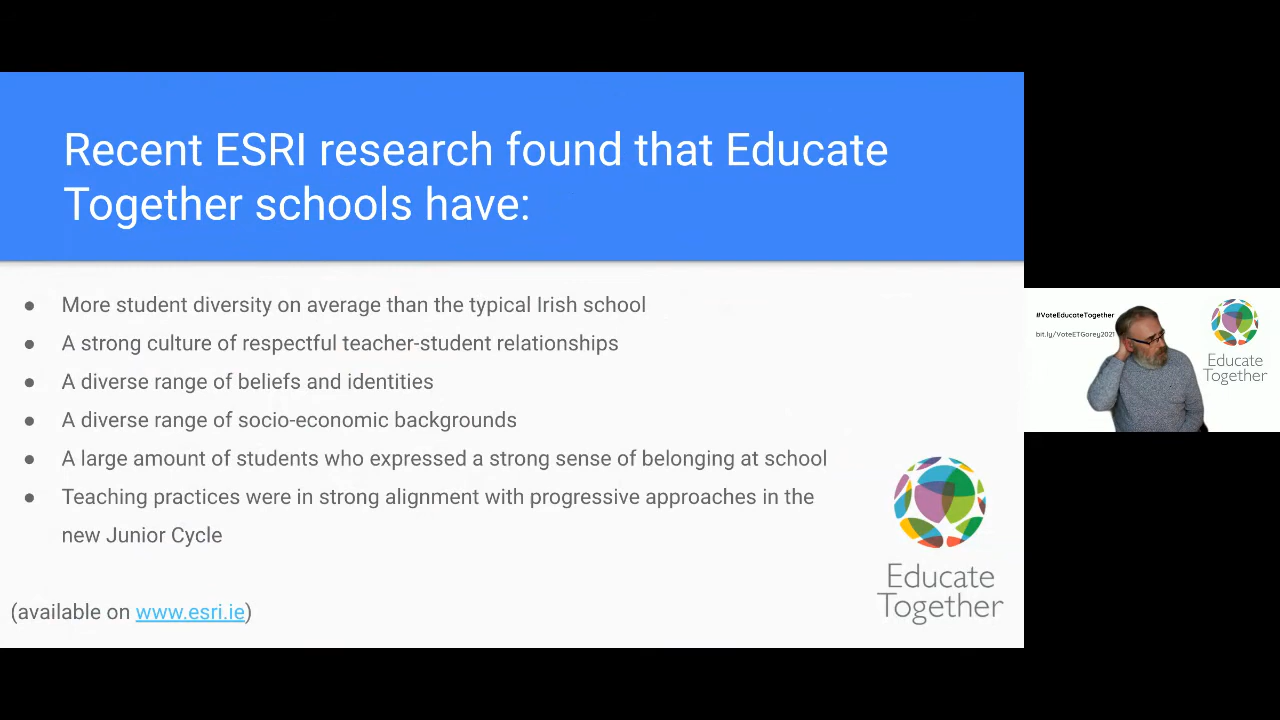 Recent ESRI research found that Educate
Together schools have:
● More student diversity on average than the typical Irish school
● A strong culture of respectful teacher-student relationships
● A diverse range of beliefs and identities
● A diverse range of socio-economic backgrounds
● A large amount of students who expressed a strong sense of belonging at school
● Teaching practices were in strong alignment with progressive approaches in the
new Junior Cycle
(available on www.esri.ie)
Educate
Together
#VoteEducateTogether
bit.ly/VoteETGorey2021
Educate
Together